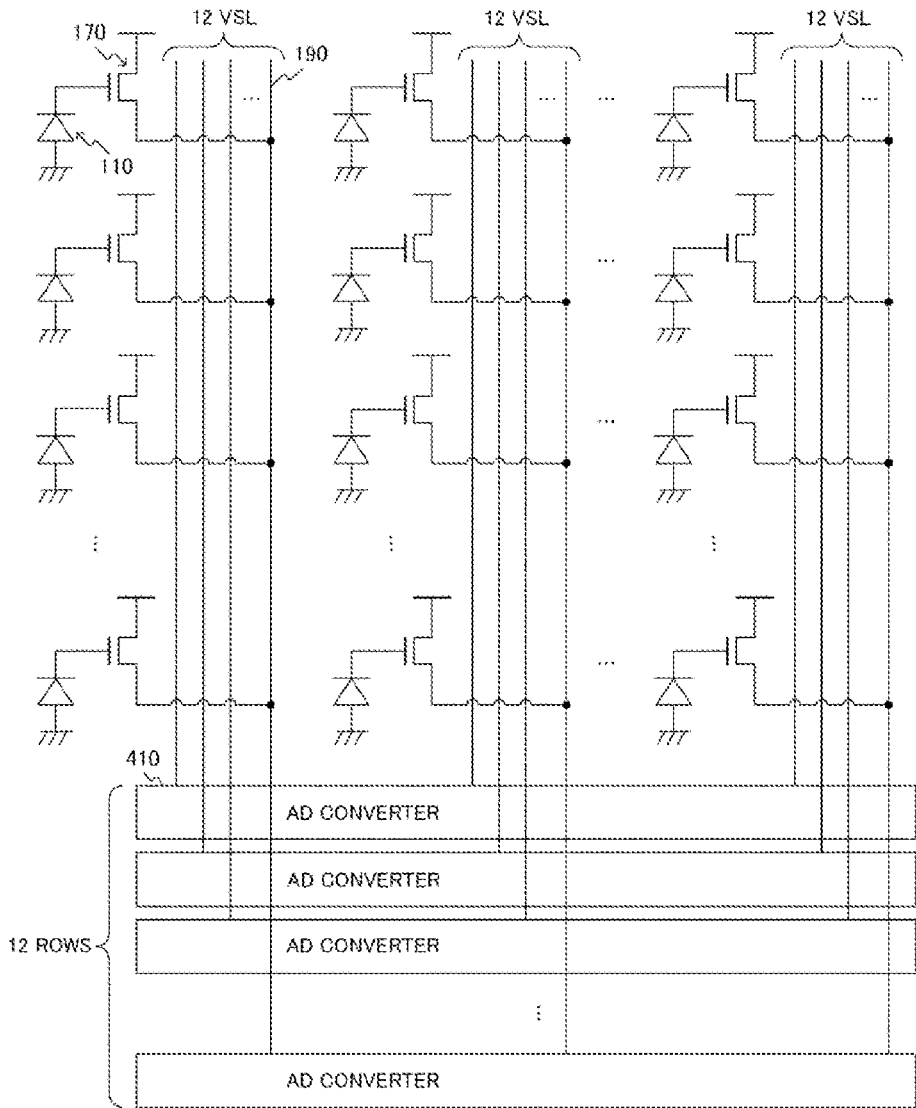 12 VSL 12 VSL 12 VSL
170
190
... ... ... ...
110
...
...
... ... ...
...
410
AD CONVERTER
AD CONVERTER
12 ROWS
AD CONVERTER
...
AD CONVERTER